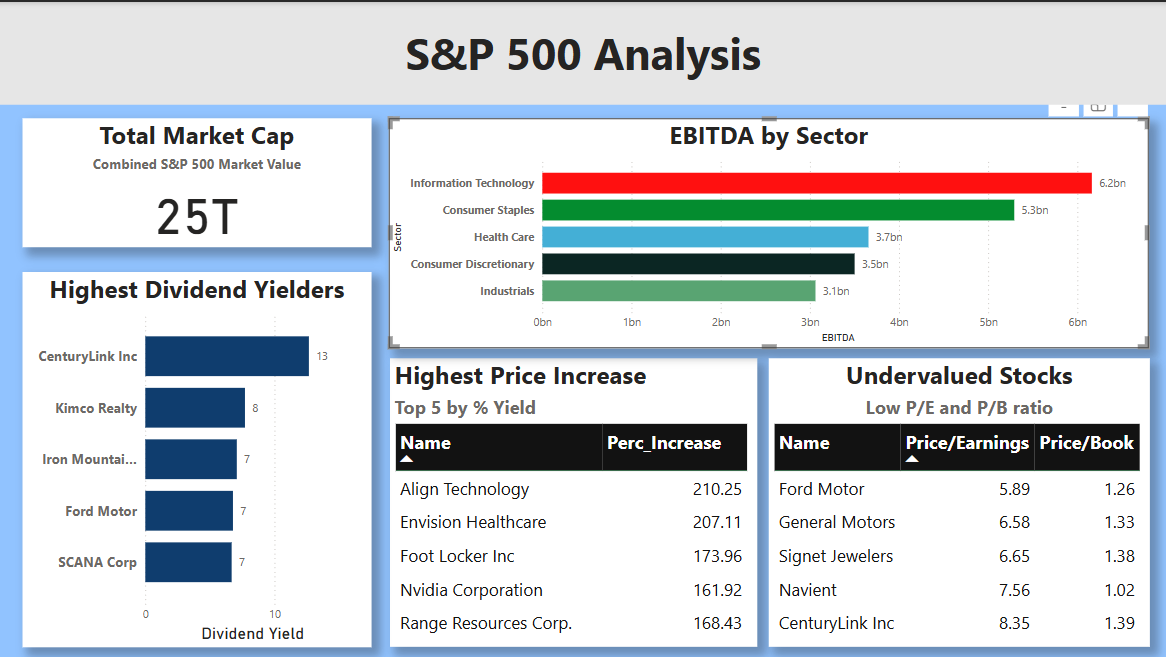 S&P 500 Analysis
Total Market Cap
Combined S&P 500 Market Value
25T
EBITDA by Sector
Sector
Information Technology 6.2bn
Consumer Staples 5.3bn
Health Care 3.7bn
Consumer Discretionary 3.5bn
Industrials 3.1bn
0bn 1bn 2bn 3bn 4bn 5bn 6bn
EBITDA
Highest Dividend Yielders
CenturyLink Inc 13
Kimco Realty 8
Iron Mountai... 7
Ford Motor 7
SCANA Corp 7
0 10
Dividend Yield
Highest Price Increase
Top 5 by % Yield
Name Perc_Increase
Align Technology 210.25
Envision Healthcare 207.11
Foot Locker Inc 173.96
Nvidia Corporation 161.92
Range Resources Corp. 168.43
Undervalued Stocks
Low P/E and P/B ratio
Name Price/Earnings Price/Book
Ford Motor 5.89 1.26
General Motors 6.58 1.33
Signet Jewelers 6.65 1.38
Navient 7.56 1.02
CenturyLink Inc 8.35 1.39